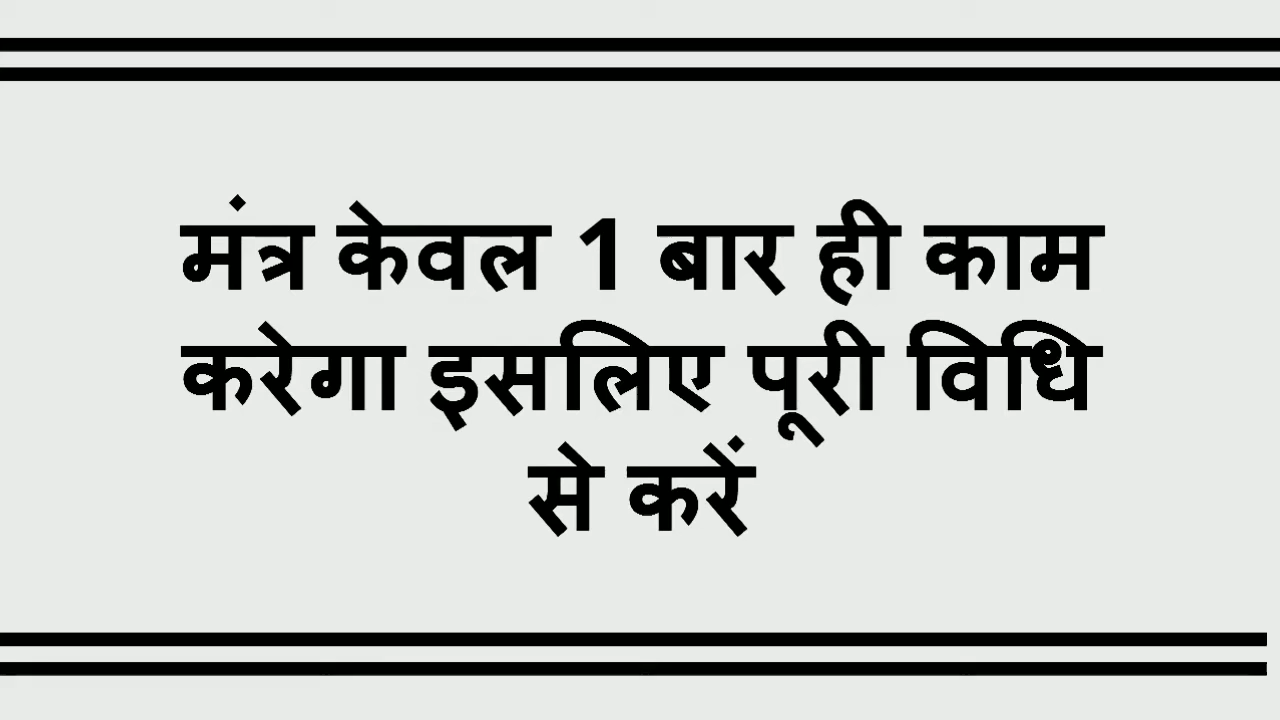 मंत्र केवल 1 बार ही काम
करेगा इसलिए पूरी विधि
से करें